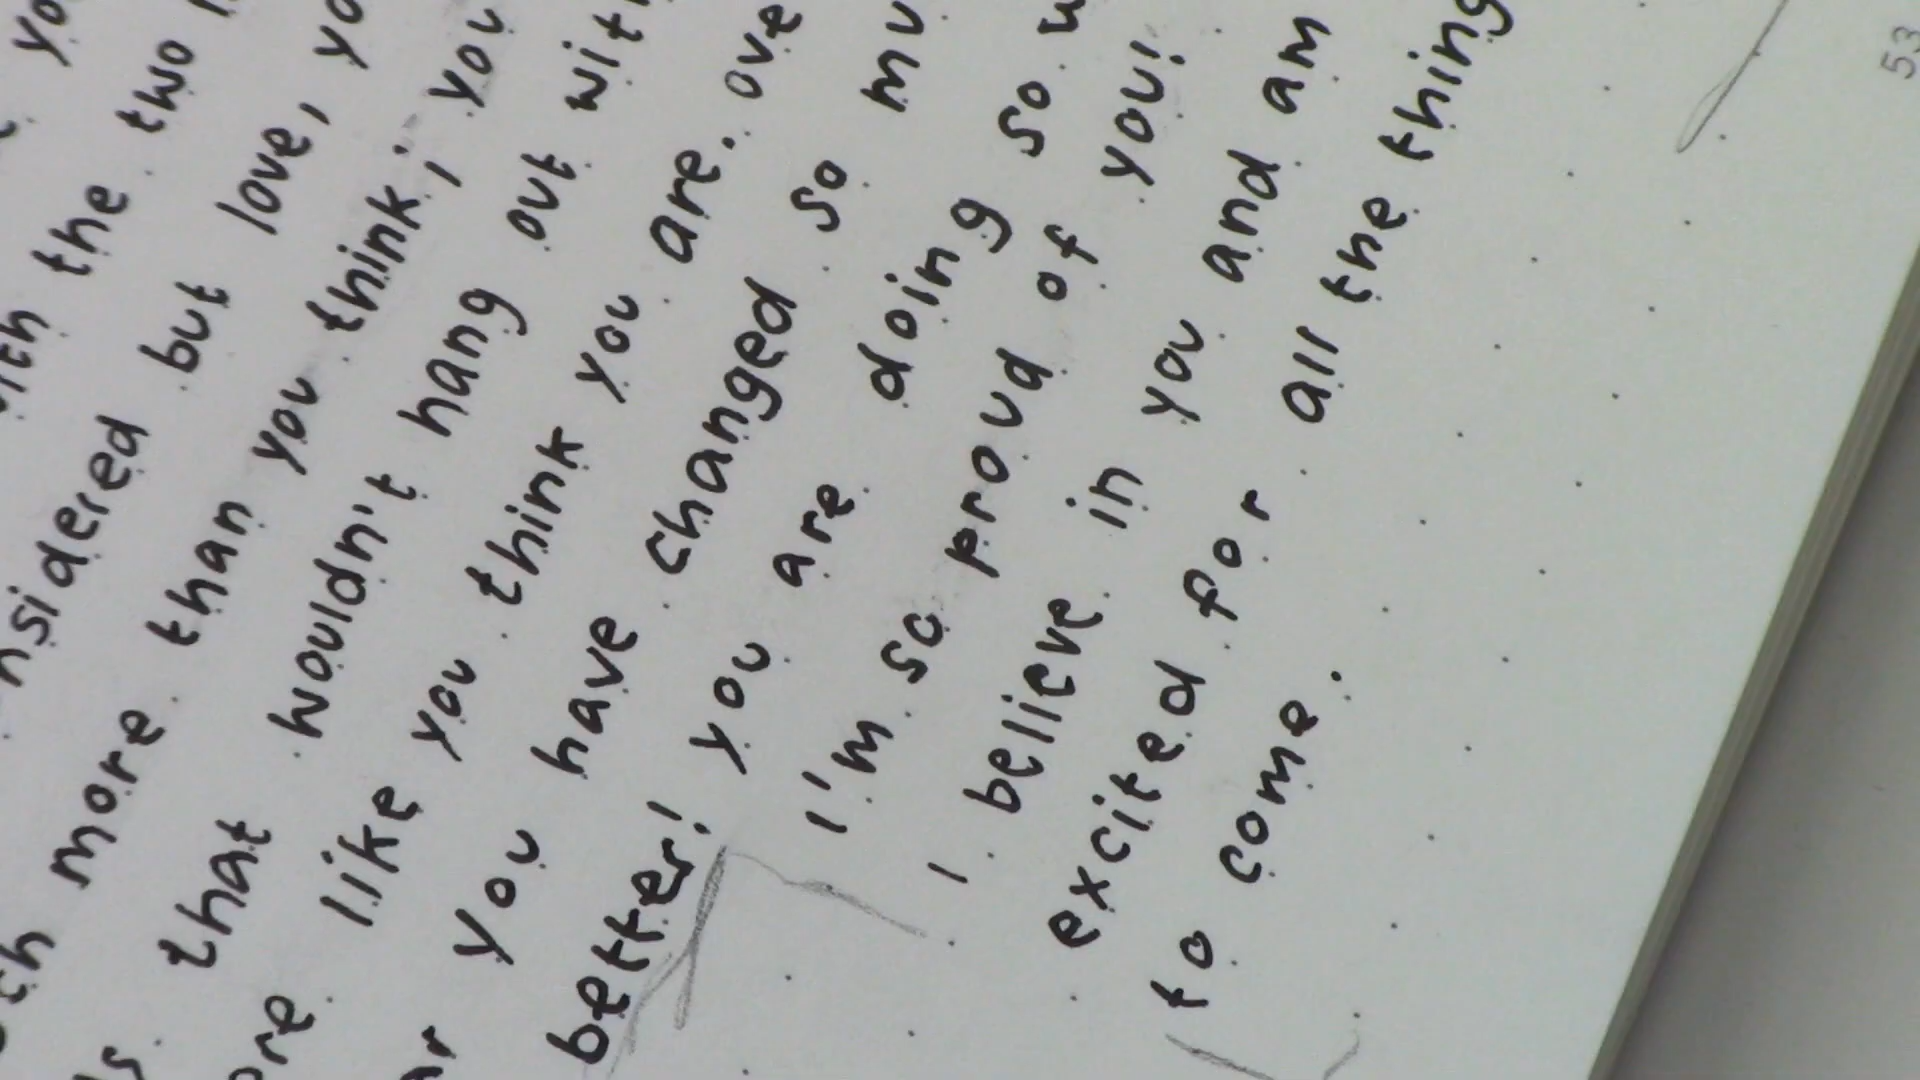 yo
the two
nsidered but love, yo
more than you think, you
that wouldn't hang out wit
ore like you think you are. ove
you have changed so mu
better! you are doing so w
I'm so proud of you!
I believe in you and am
excited for all the thing
to come.
53